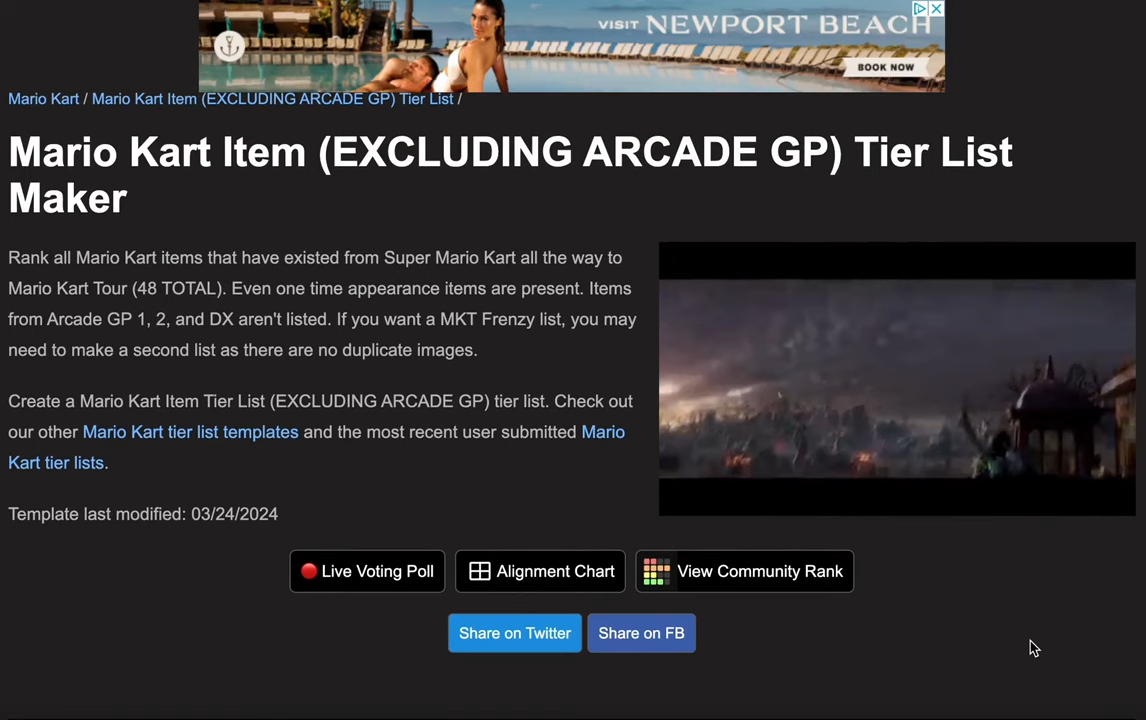 VISIT NEWPORT BEACH
BOOK NOW
Mario Kart / Mario Kart Item (EXCLUDING ARCADE GP) Tier List /
Mario Kart Item (EXCLUDING ARCADE GP) Tier List
Maker
Rank all Mario Kart items that have existed from Super Mario Kart all the way to
Mario Kart Tour (48 TOTAL). Even one time appearance items are present. Items
from Arcade GP 1, 2, and DX aren't listed. If you want a MKT Frenzy list, you may
need to make a second list as there are no duplicate images.
Create a Mario Kart Item Tier List (EXCLUDING ARCADE GP) tier list. Check out
our other Mario Kart tier list templates and the most recent user submitted Mario
Kart tier lists.
Template last modified: 03/24/2024
Live Voting Poll
Alignment Chart
View Community Rank
Share on Twitter
Share on FB